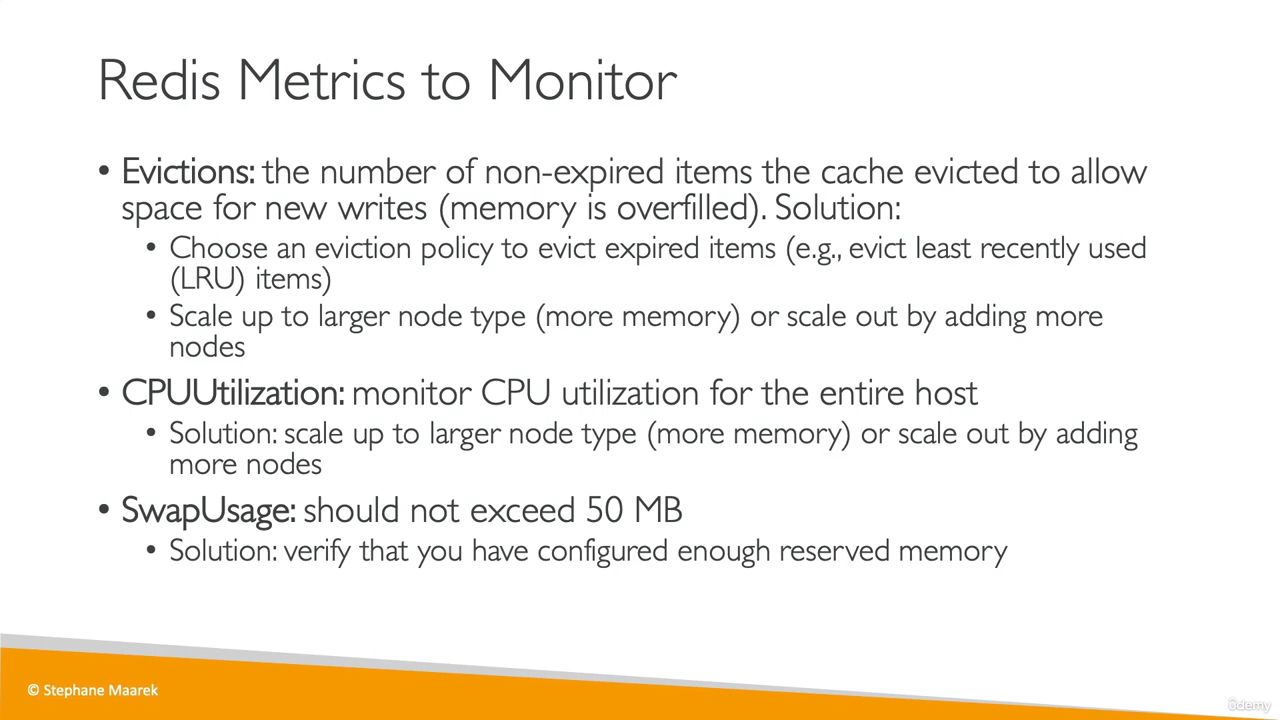 Redis Metrics to Monitor
• Evictions: the number of non-expired items the cache evicted to allow
space for new writes (memory is overfilled). Solution:
• Choose an eviction policy to evict expired items (e.g., evict least recently used
(LRU) items)
• Scale up to larger node type (more memory) or scale out by adding more
nodes
• CPUUtilization: monitor CPU utilization for the entire host
• Solution: scale up to larger node type (more memory) or scale out by adding
more nodes
• SwapUsage: should not exceed 50 MB
• Solution: verify that you have configured enough reserved memory
© Stephane Maarek
ûdemy